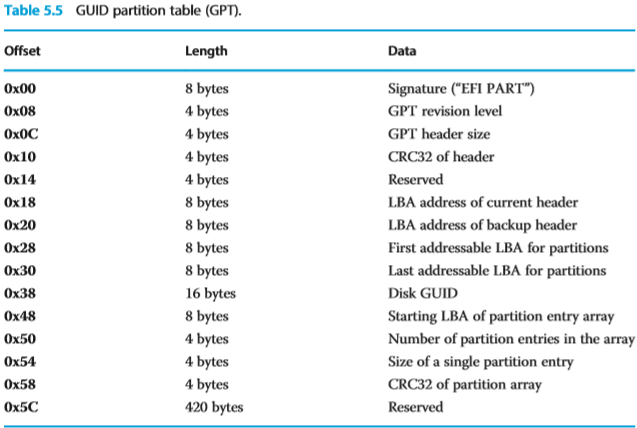 Table 5.5 GUID partition table (GPT).
Offset Length Data
0x00 8 bytes Signature (“EFI PART”)
0x08 4 bytes GPT revision level
0x0C 4 bytes GPT header size
0x10 4 bytes CRC32 of header
0x14 4 bytes Reserved
0x18 8 bytes LBA address of current header
0x20 8 bytes LBA address of backup header
0x28 8 bytes First addressable LBA for partitions
0x30 8 bytes Last addressable LBA for partitions
0x38 16 bytes Disk GUID
0x48 8 bytes Starting LBA of partition entry array
0x50 4 bytes Number of partition entries in the array
0x54 4 bytes Size of a single partition entry
0x58 4 bytes CRC32 of partition array
0x5C 420 bytes Reserved